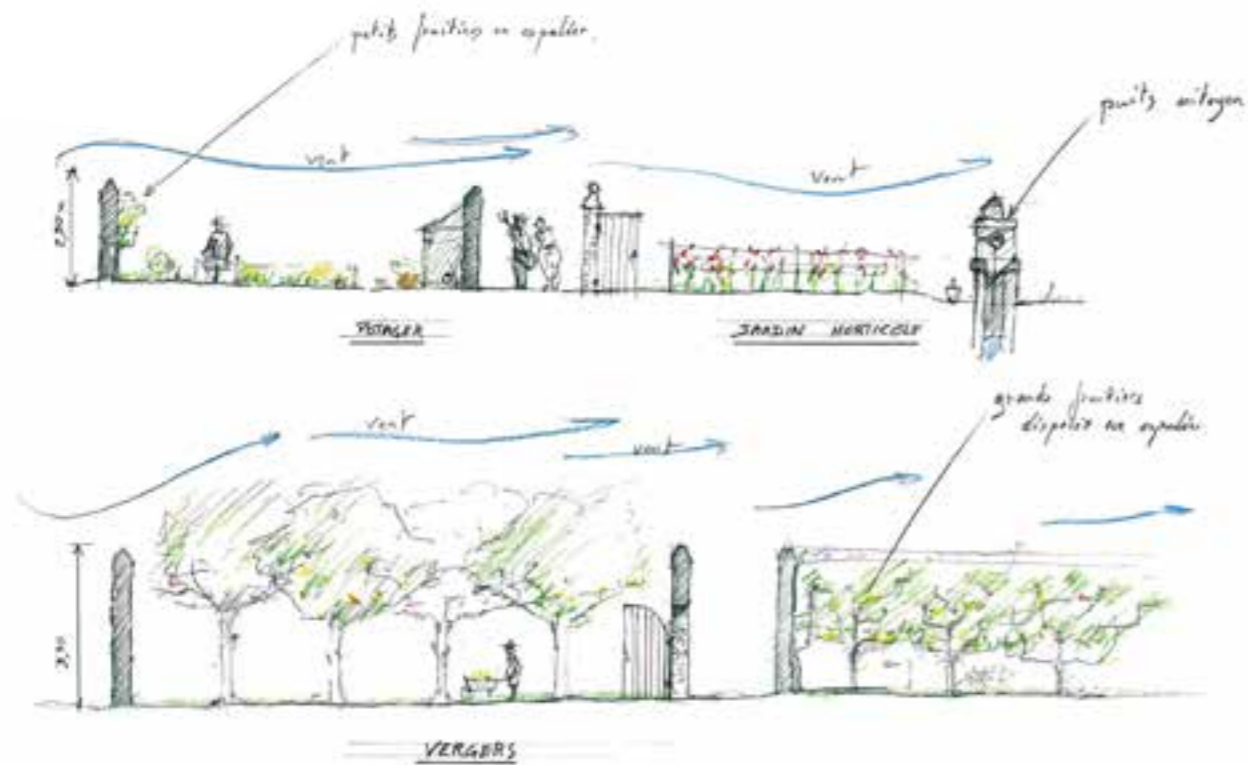 petits fruitiers en espalier.
puits mitoyen
vent
vent
POTAGER
JARDIN HORTICOLE
grands fruitiers
disposés en espalier
vent
vent
VERGERS